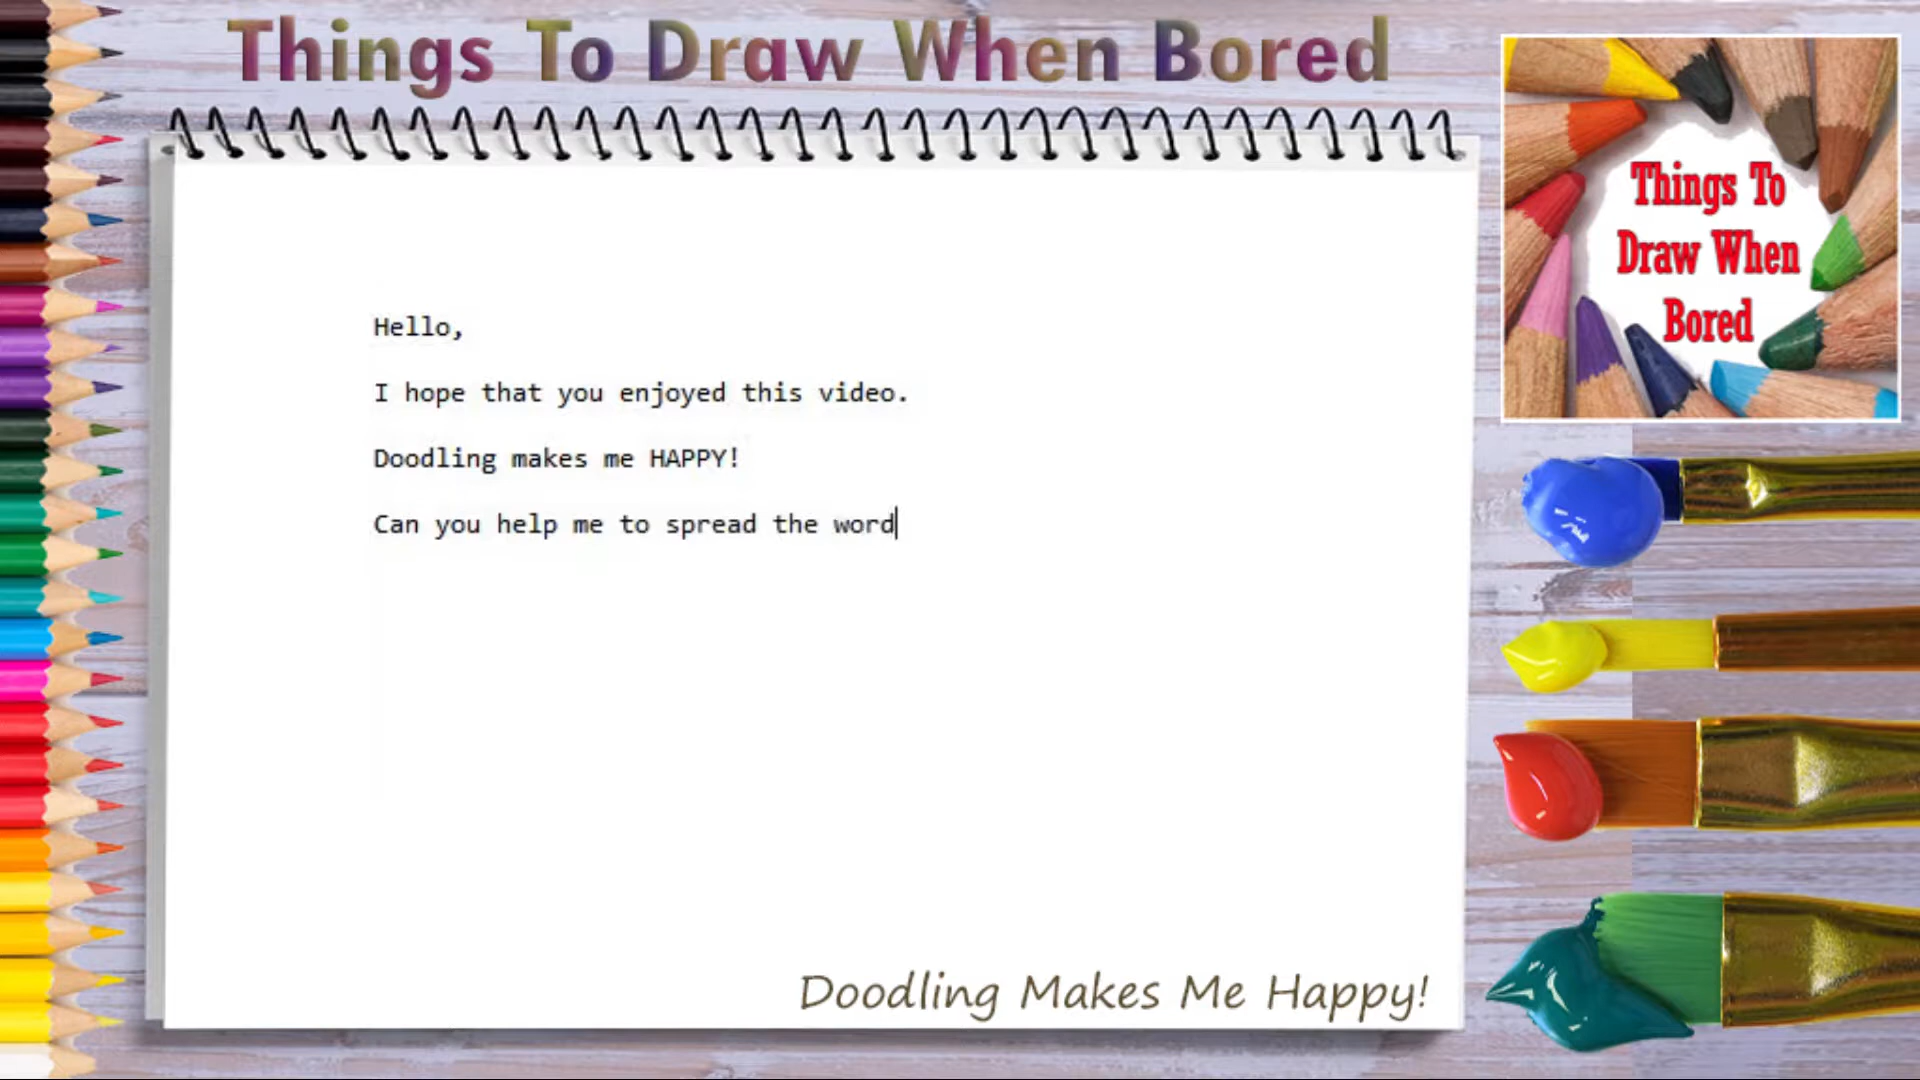 Things To Draw When Bored
Things To
Draw When
Bored
Hello,
I hope that you enjoyed this video.
Doodling makes me HAPPY!
Can you help me to spread the word
Doodling Makes Me Happy!